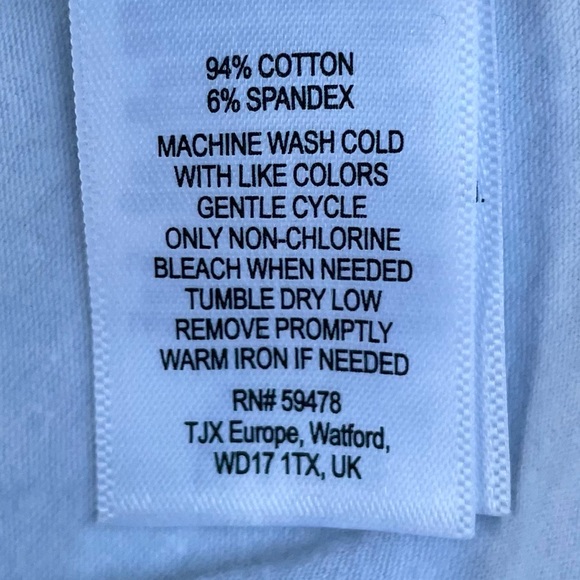 94% COTTON
6% SPANDEX
MACHINE WASH COLD
WITH LIKE COLORS
GENTLE CYCLE
ONLY NON-CHLORINE
BLEACH WHEN NEEDED
TUMBLE DRY LOW
REMOVE PROMPTLY
WARM IRON IF NEEDED
RN# 59478
TJX Europe, Watford,
WD17 1TX, UK